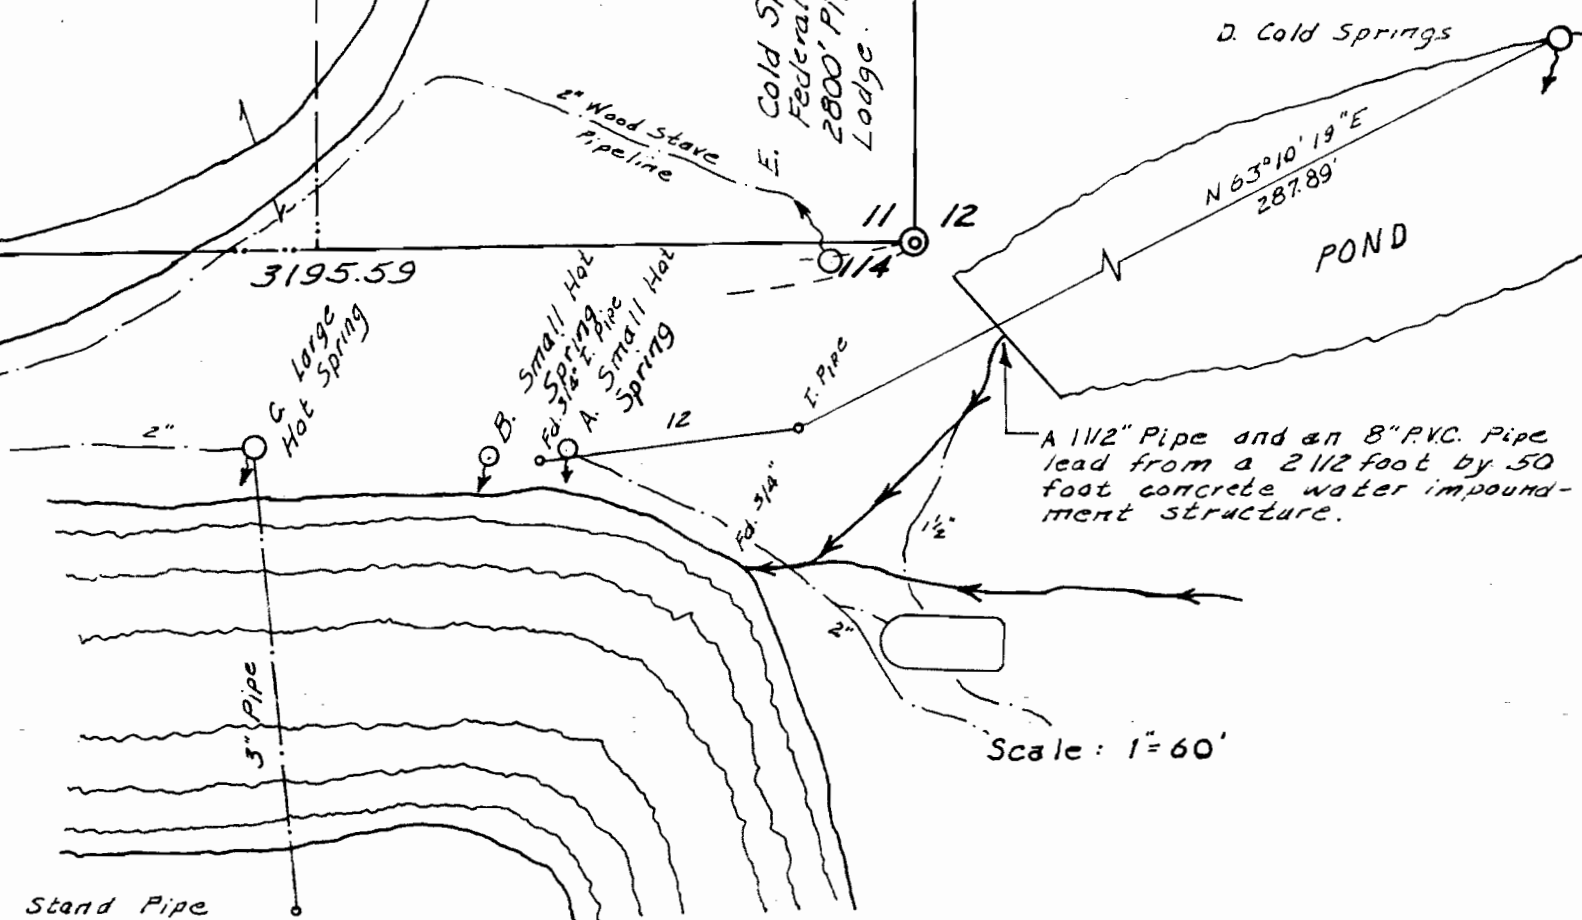 D. Cold Springs
E. Cold
Federal
2800'
Lodge.
2" Wood Stave
Pipeline
11 12
1/4
N 63°10' 19"E
287.89'
POND
3195.59
C. Large
Hot Spring
B. Small Hot
Spring
Fd. 3/4" I. Pipe
A. Small Hot
Spring
I. Pipe
12
2"
A 1 1/2" Pipe and an 8" P.V.C. Pipe
lead from a 2 1/2 foot by 50
foot concrete water impound-
ment structure.
Fd. 3/4"
1½"
2"
3" Pipe
Scale: 1"=60'
Stand Pipe